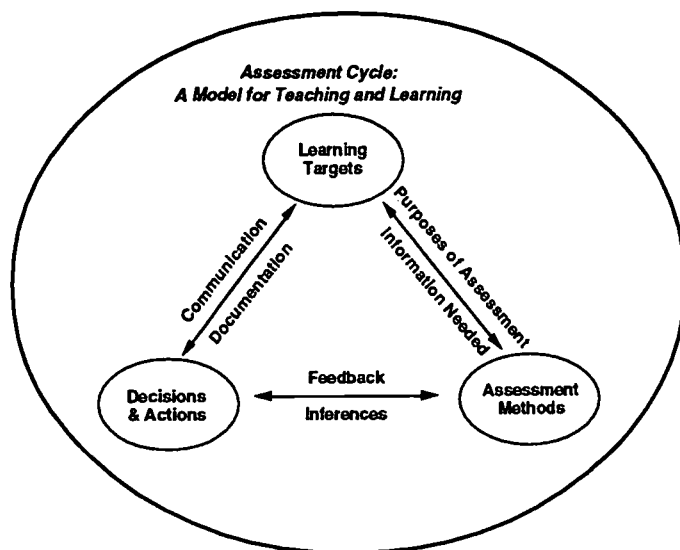 Assessment Cycle:
A Model for Teaching and Learning
Learning
Targets
Communication
Documentation
Purposes of Assessment
Information Needed
Decisions
& Actions
Feedback
Inferences
Assessment
Methods